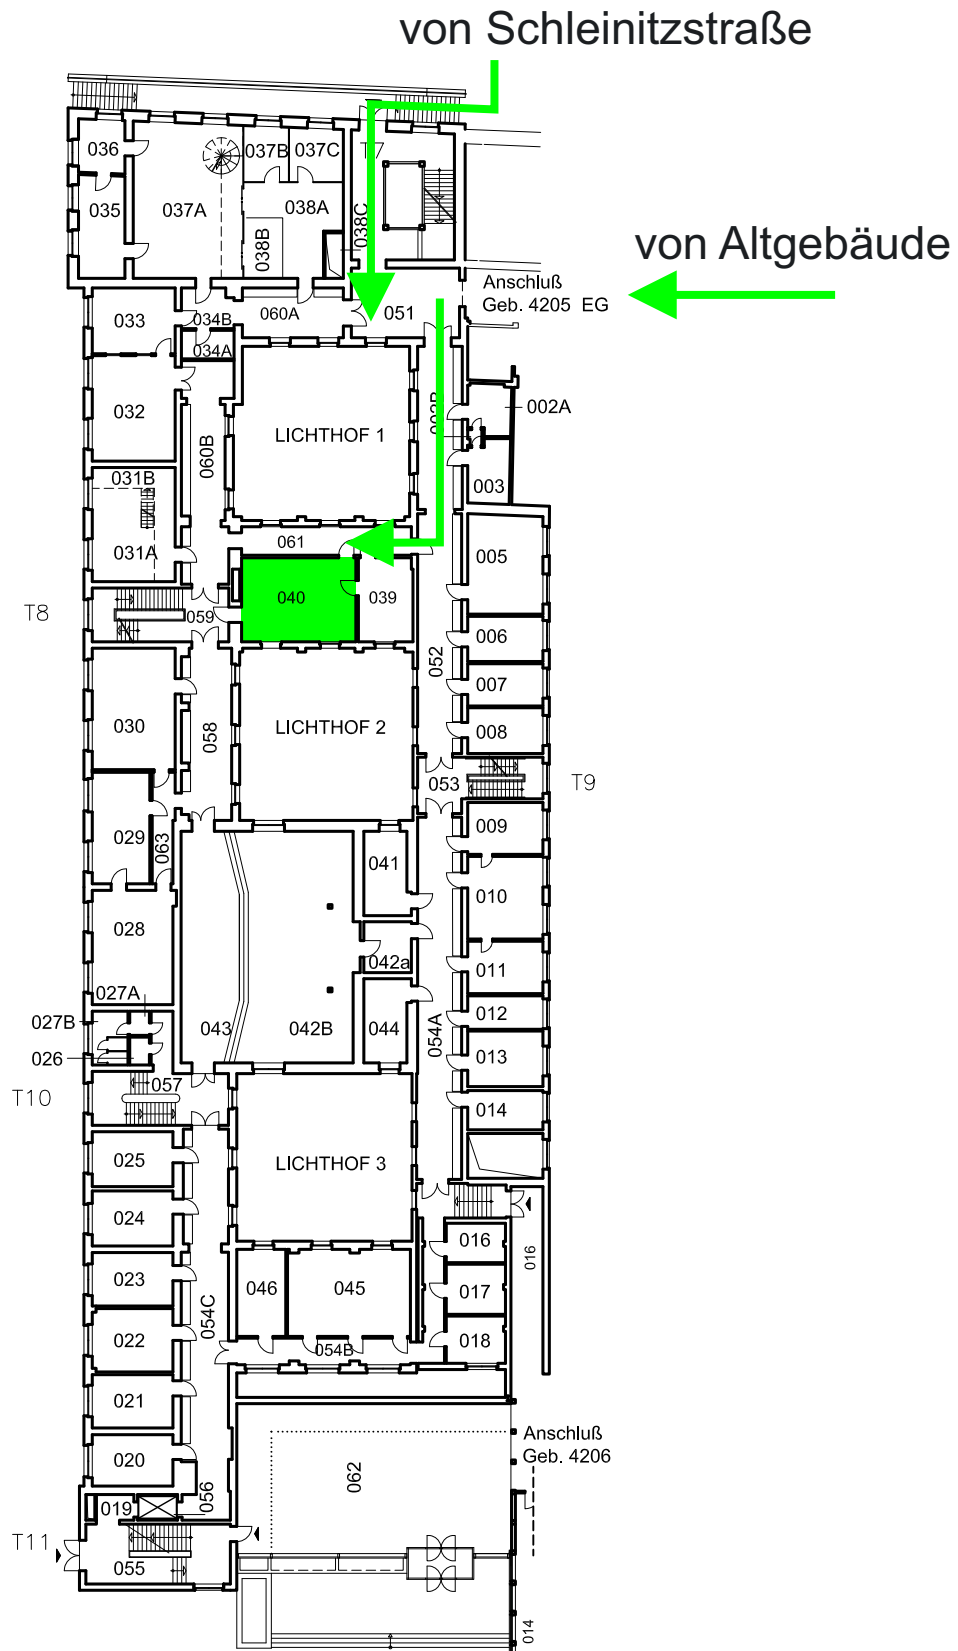 von Schleinitzstraße
T7
036
037B
037C
035
037A
038A
038B
038C
von Altgebäude
Anschluß
Geb. 4205 EG
033
034B
060A
051
034A
032
060B
LICHTHOF 1
002B
002A
003
031B
031A
061
005
040
039
T8
059
006
052
007
030
058
LICHTHOF 2
008
053
T9
029
063
041
009
010
028
042a
011
027A
027B
043
042B
044
054A
012
026
013
057
T10
014
025
LICHTHOF 3
024
016
016
023
054C
046
045
017
022
054B
018
021
Anschluß
Geb. 4206
020
062
019
056
T11
055
014